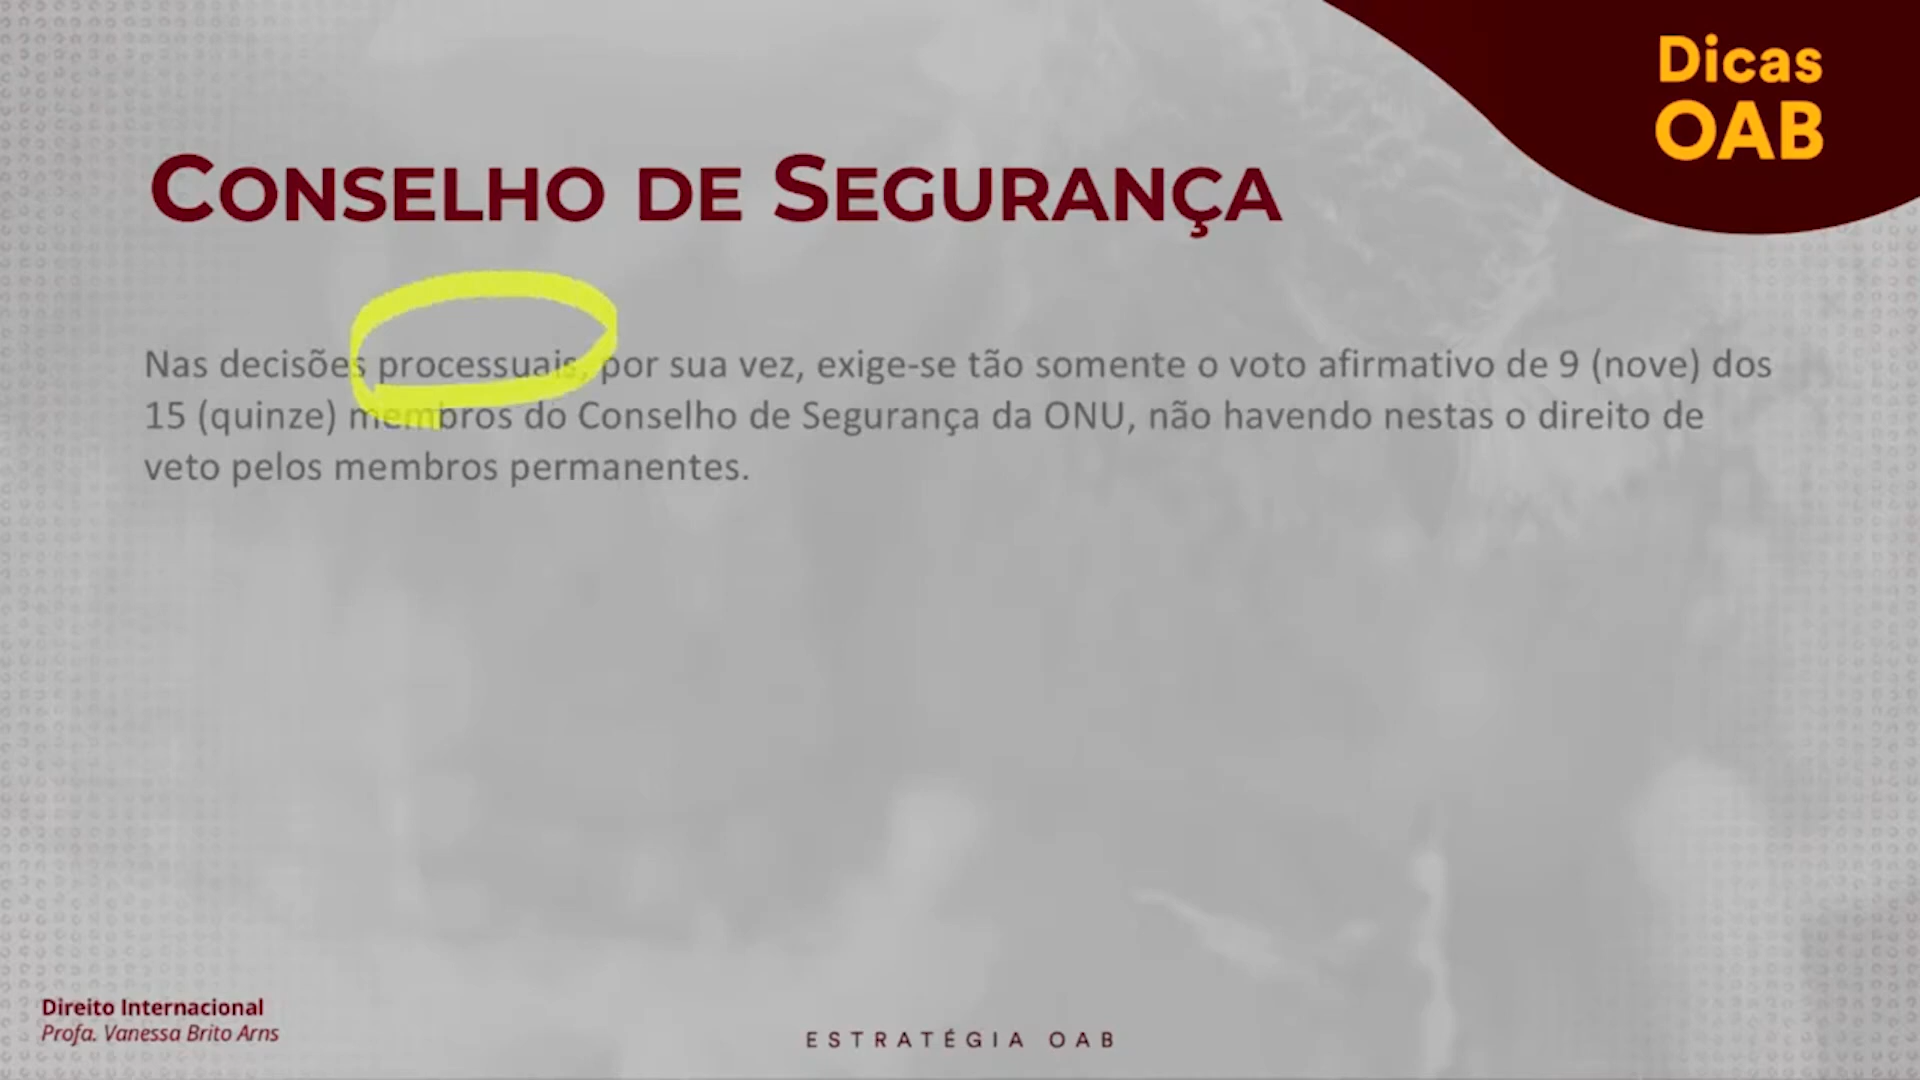 Dicas
OAB
CONSELHO DE SEGURANÇA
Nas decisões processuais, por sua vez, exige-se tão somente o voto afirmativo de 9 (nove) dos
15 (quinze) membros do Conselho de Segurança da ONU, não havendo nestas o direito de
veto pelos membros permanentes.
Direito Internacional
Profa. Vanessa Brito Arns
ESTRATÉGIA OAB